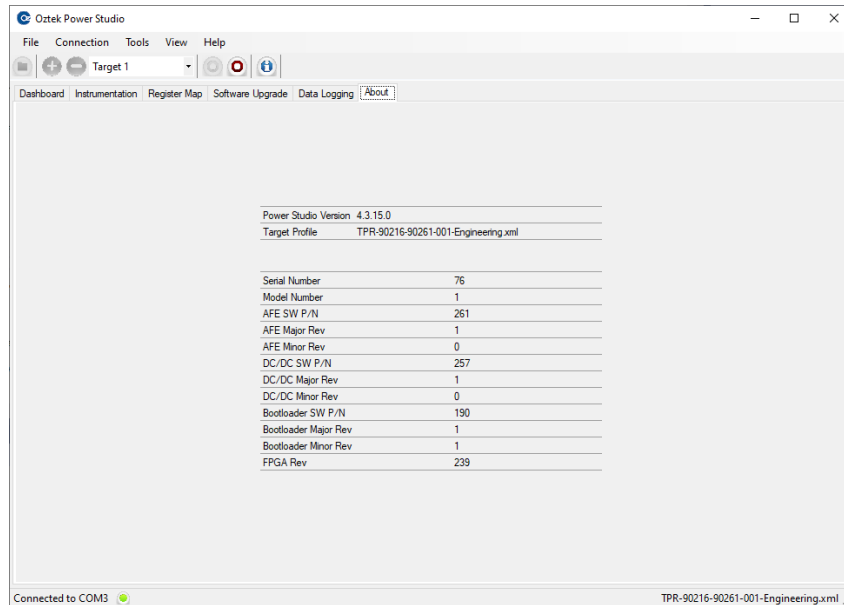 Oztek Power Studio
File Connection Tools View Help
Target 1
Dashboard Instrumentation Register Map Software Upgrade Data Logging About
Power Studio Version 4.3.15.0
Target Profile TPR-90216-90261-001-Engineering.xml
Serial Number 76
Model Number 1
AFE SW P/N 261
AFE Major Rev 1
AFE Minor Rev 0
DC/DC SW P/N 257
DC/DC Major Rev 1
DC/DC Minor Rev 0
Bootloader SW P/N 190
Bootloader Major Rev 1
Bootloader Minor Rev 1
FPGA Rev 239
Connected to COM3 TPR-90216-90261-001-Engineering.xml